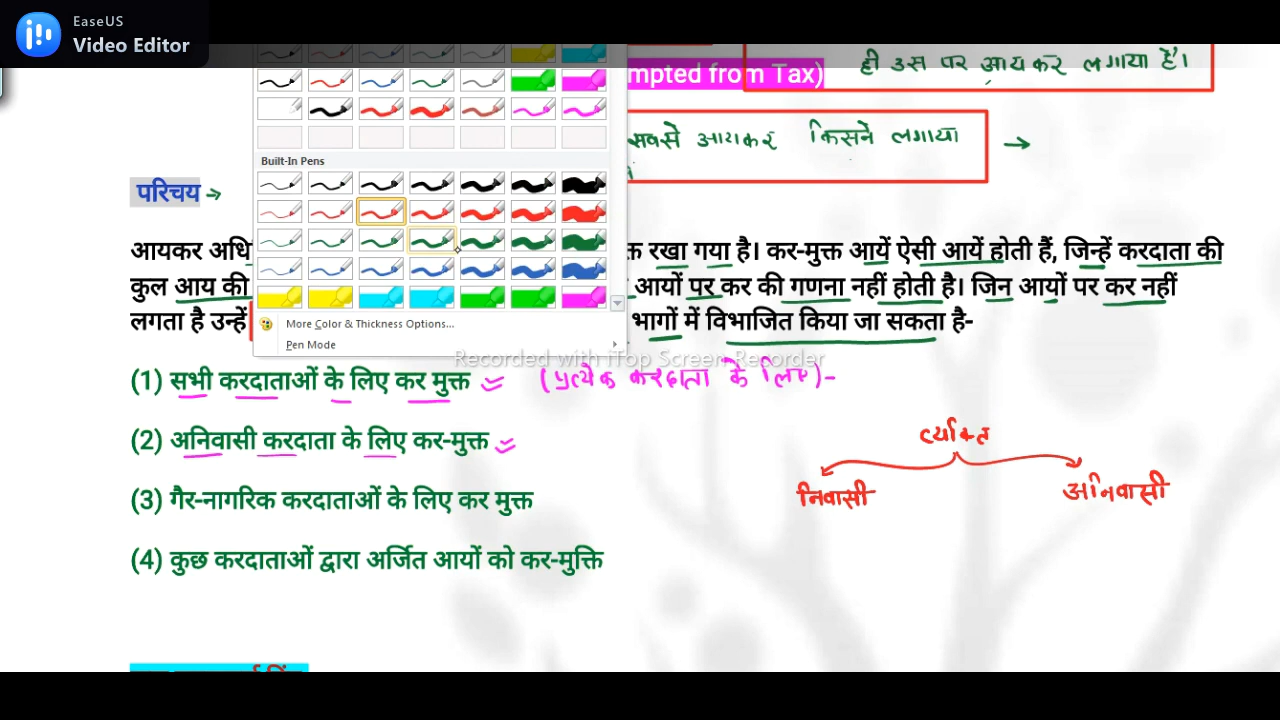 EaseUS
Video Editor
ही उस पर आयकर लगाया है।
mpted from Tax)
सबसे आयकर किसने लगाया →
Built-In Pens
परिचय →
आयकर अधि
रखा गया है। कर-मुक्त आयें ऐसी आयें होती हैं, जिन्हें करदाता की
कुल आय की
आयों पर कर की गणना नहीं होती है। जिन आयों पर कर नहीं
लगता है उन्हें
भागों में विभाजित किया जा सकता है-
More Color & Thickness Options...
Pen Mode
Recorded with iTop Screen Recorder
(1) सभी करदाताओं के लिए कर मुक्त (प्रत्येक करदाता के लिए)-
व्यक्ति
(2) अनिवासी करदाता के लिए कर-मुक्त
निवासी अनिवासी
(3) गैर-नागरिक करदाताओं के लिए कर मुक्त
(4) कुछ करदाताओं द्वारा अर्जित आयों को कर-मुक्ति